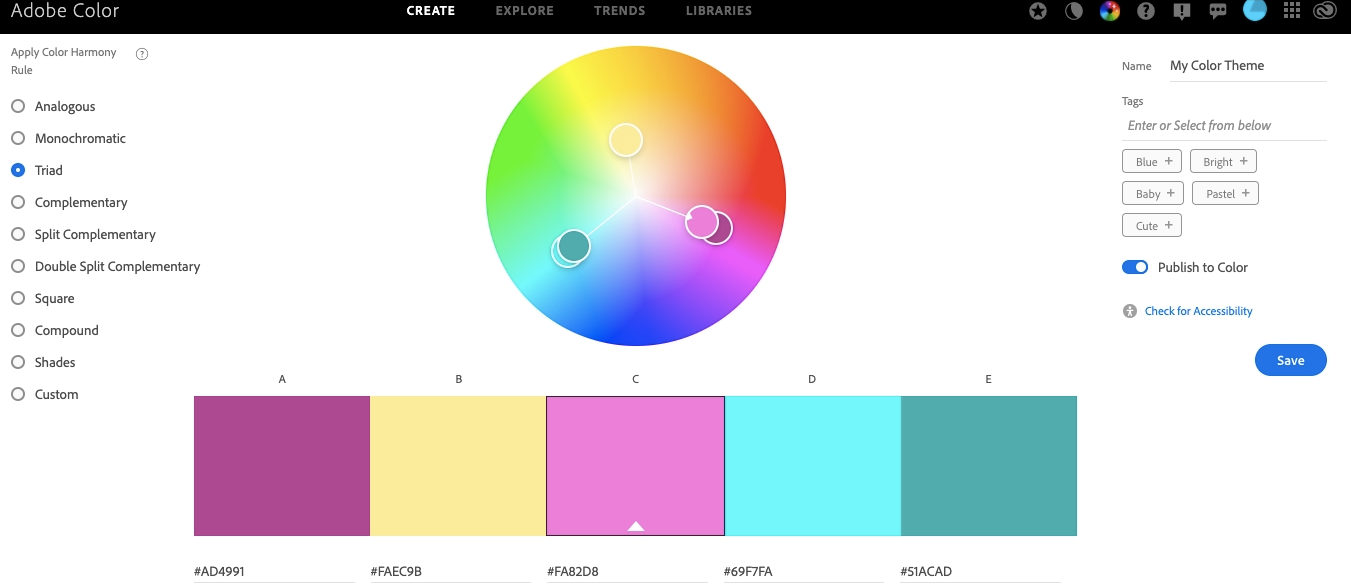 Adobe Color
CREATE EXPLORE TRENDS LIBRARIES
Apply Color Harmony
Rule
Analogous
Monochromatic
Triad
Complementary
Split Complementary
Double Split Complementary
Square
Compound
Shades
Custom
Name My Color Theme
Tags
Enter or Select from below
Blue + Bright +
Baby + Pastel +
Cute +
Publish to Color
Check for Accessibility
Save
A B C D E
#AD4991 #FAEC9B #FA82D8 #69F7FA #51ACAD